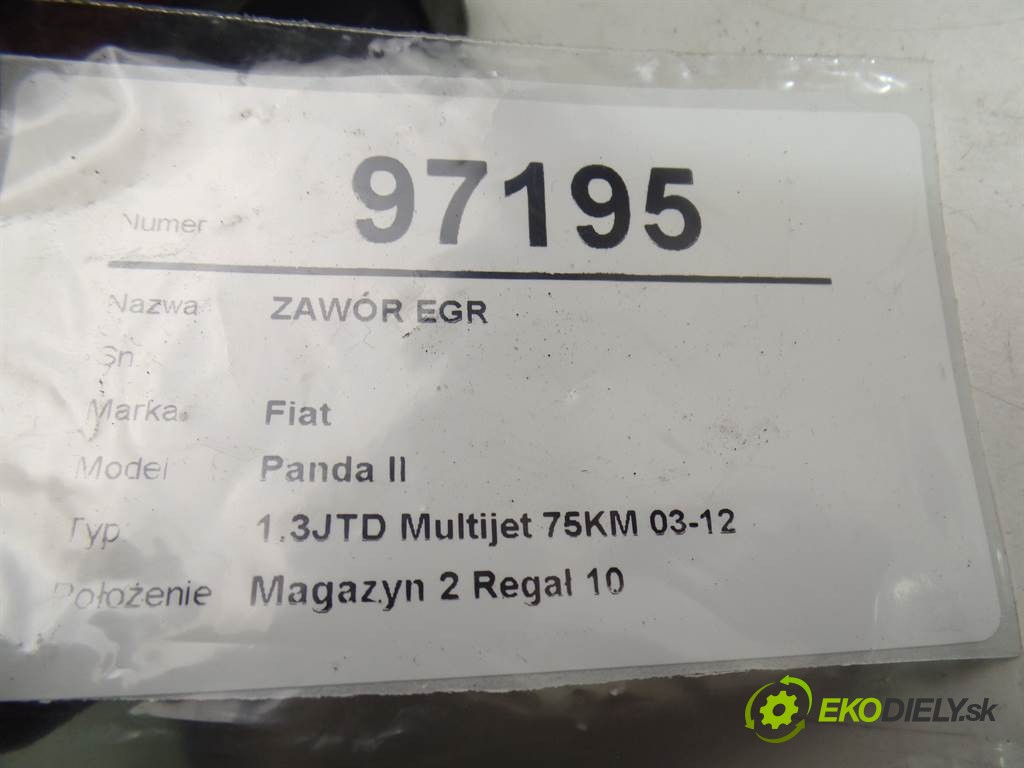 Numer 97195
Nazwa ZAWÓR EGR
Sn
Marka Fiat
Model Panda II
Typ 1.3JTD Multijet 75KM 03-12
Położenie Magazyn 2 Regał 10
EKODIELY.sk